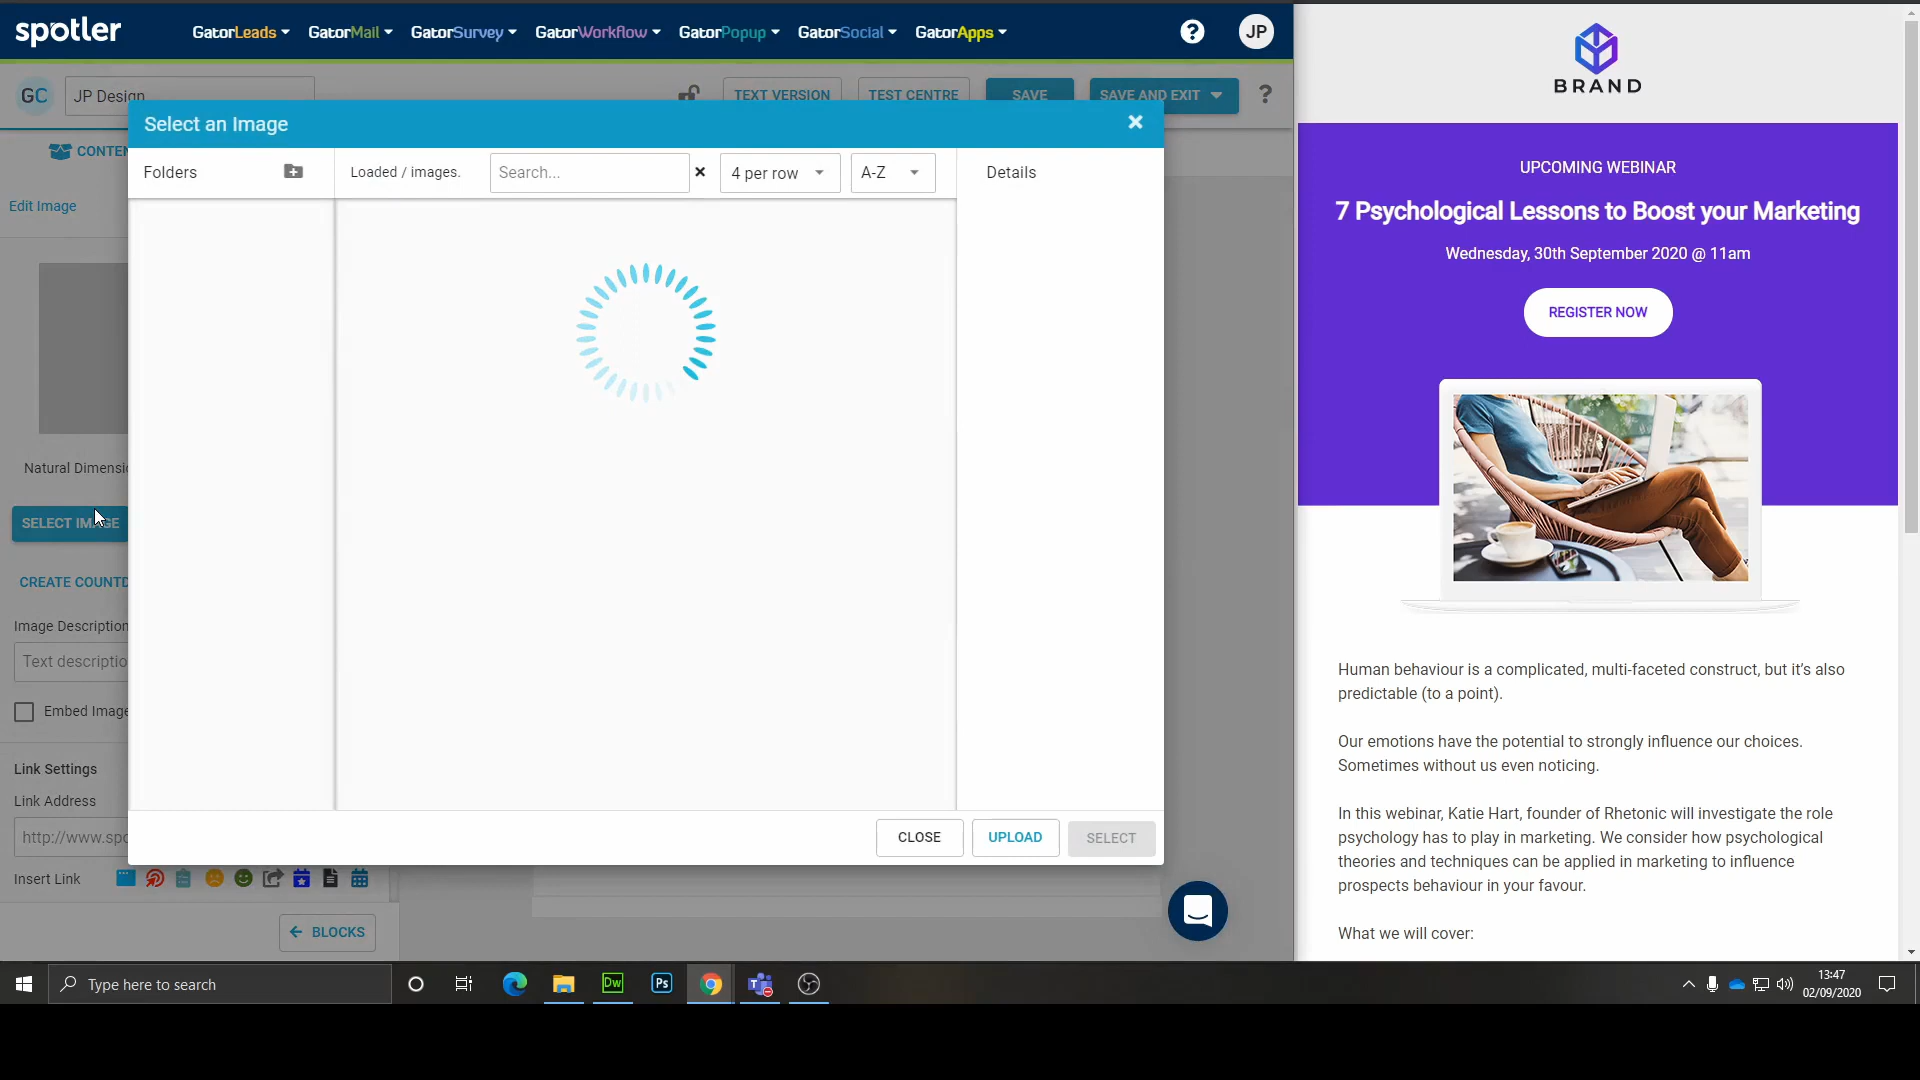 spotler
GatorLeads GatorMail GatorSurvey GatorWorkflow GatorPopup GatorSocial GatorApps
? JP
GC JP Design TEXT VERSION TEST CENTRE SAVE SAVE AND EXIT ?
Select an Image
CONTEN
Folders Loaded / images. Search... 4 per row A-Z Details
Edit Image
Natural Dimensio
SELECT IMAGE
CREATE COUNTD
Image Description
Text descriptio
Embed Image
Link Settings
Link Address
http://www.spo
CLOSE UPLOAD SELECT
Insert Link
BLOCKS
BRAND
UPCOMING WEBINAR
7 Psychological Lessons to Boost your Marketing
Wednesday, 30th September 2020 @ 11am
REGISTER NOW
Human behaviour is a complicated, multi-faceted construct, but it’s also
predictable (to a point).
Our emotions have the potential to strongly influence our choices.
Sometimes without us even noticing.
In this webinar, Katie Hart, founder of Rhetonic will investigate the role
psychology has to play in marketing. We consider how psychological
theories and techniques can be applied in marketing to influence
prospects behaviour in your favour.
What we will cover:
Type here to search
Dw
Ps
13:47
02/09/2020